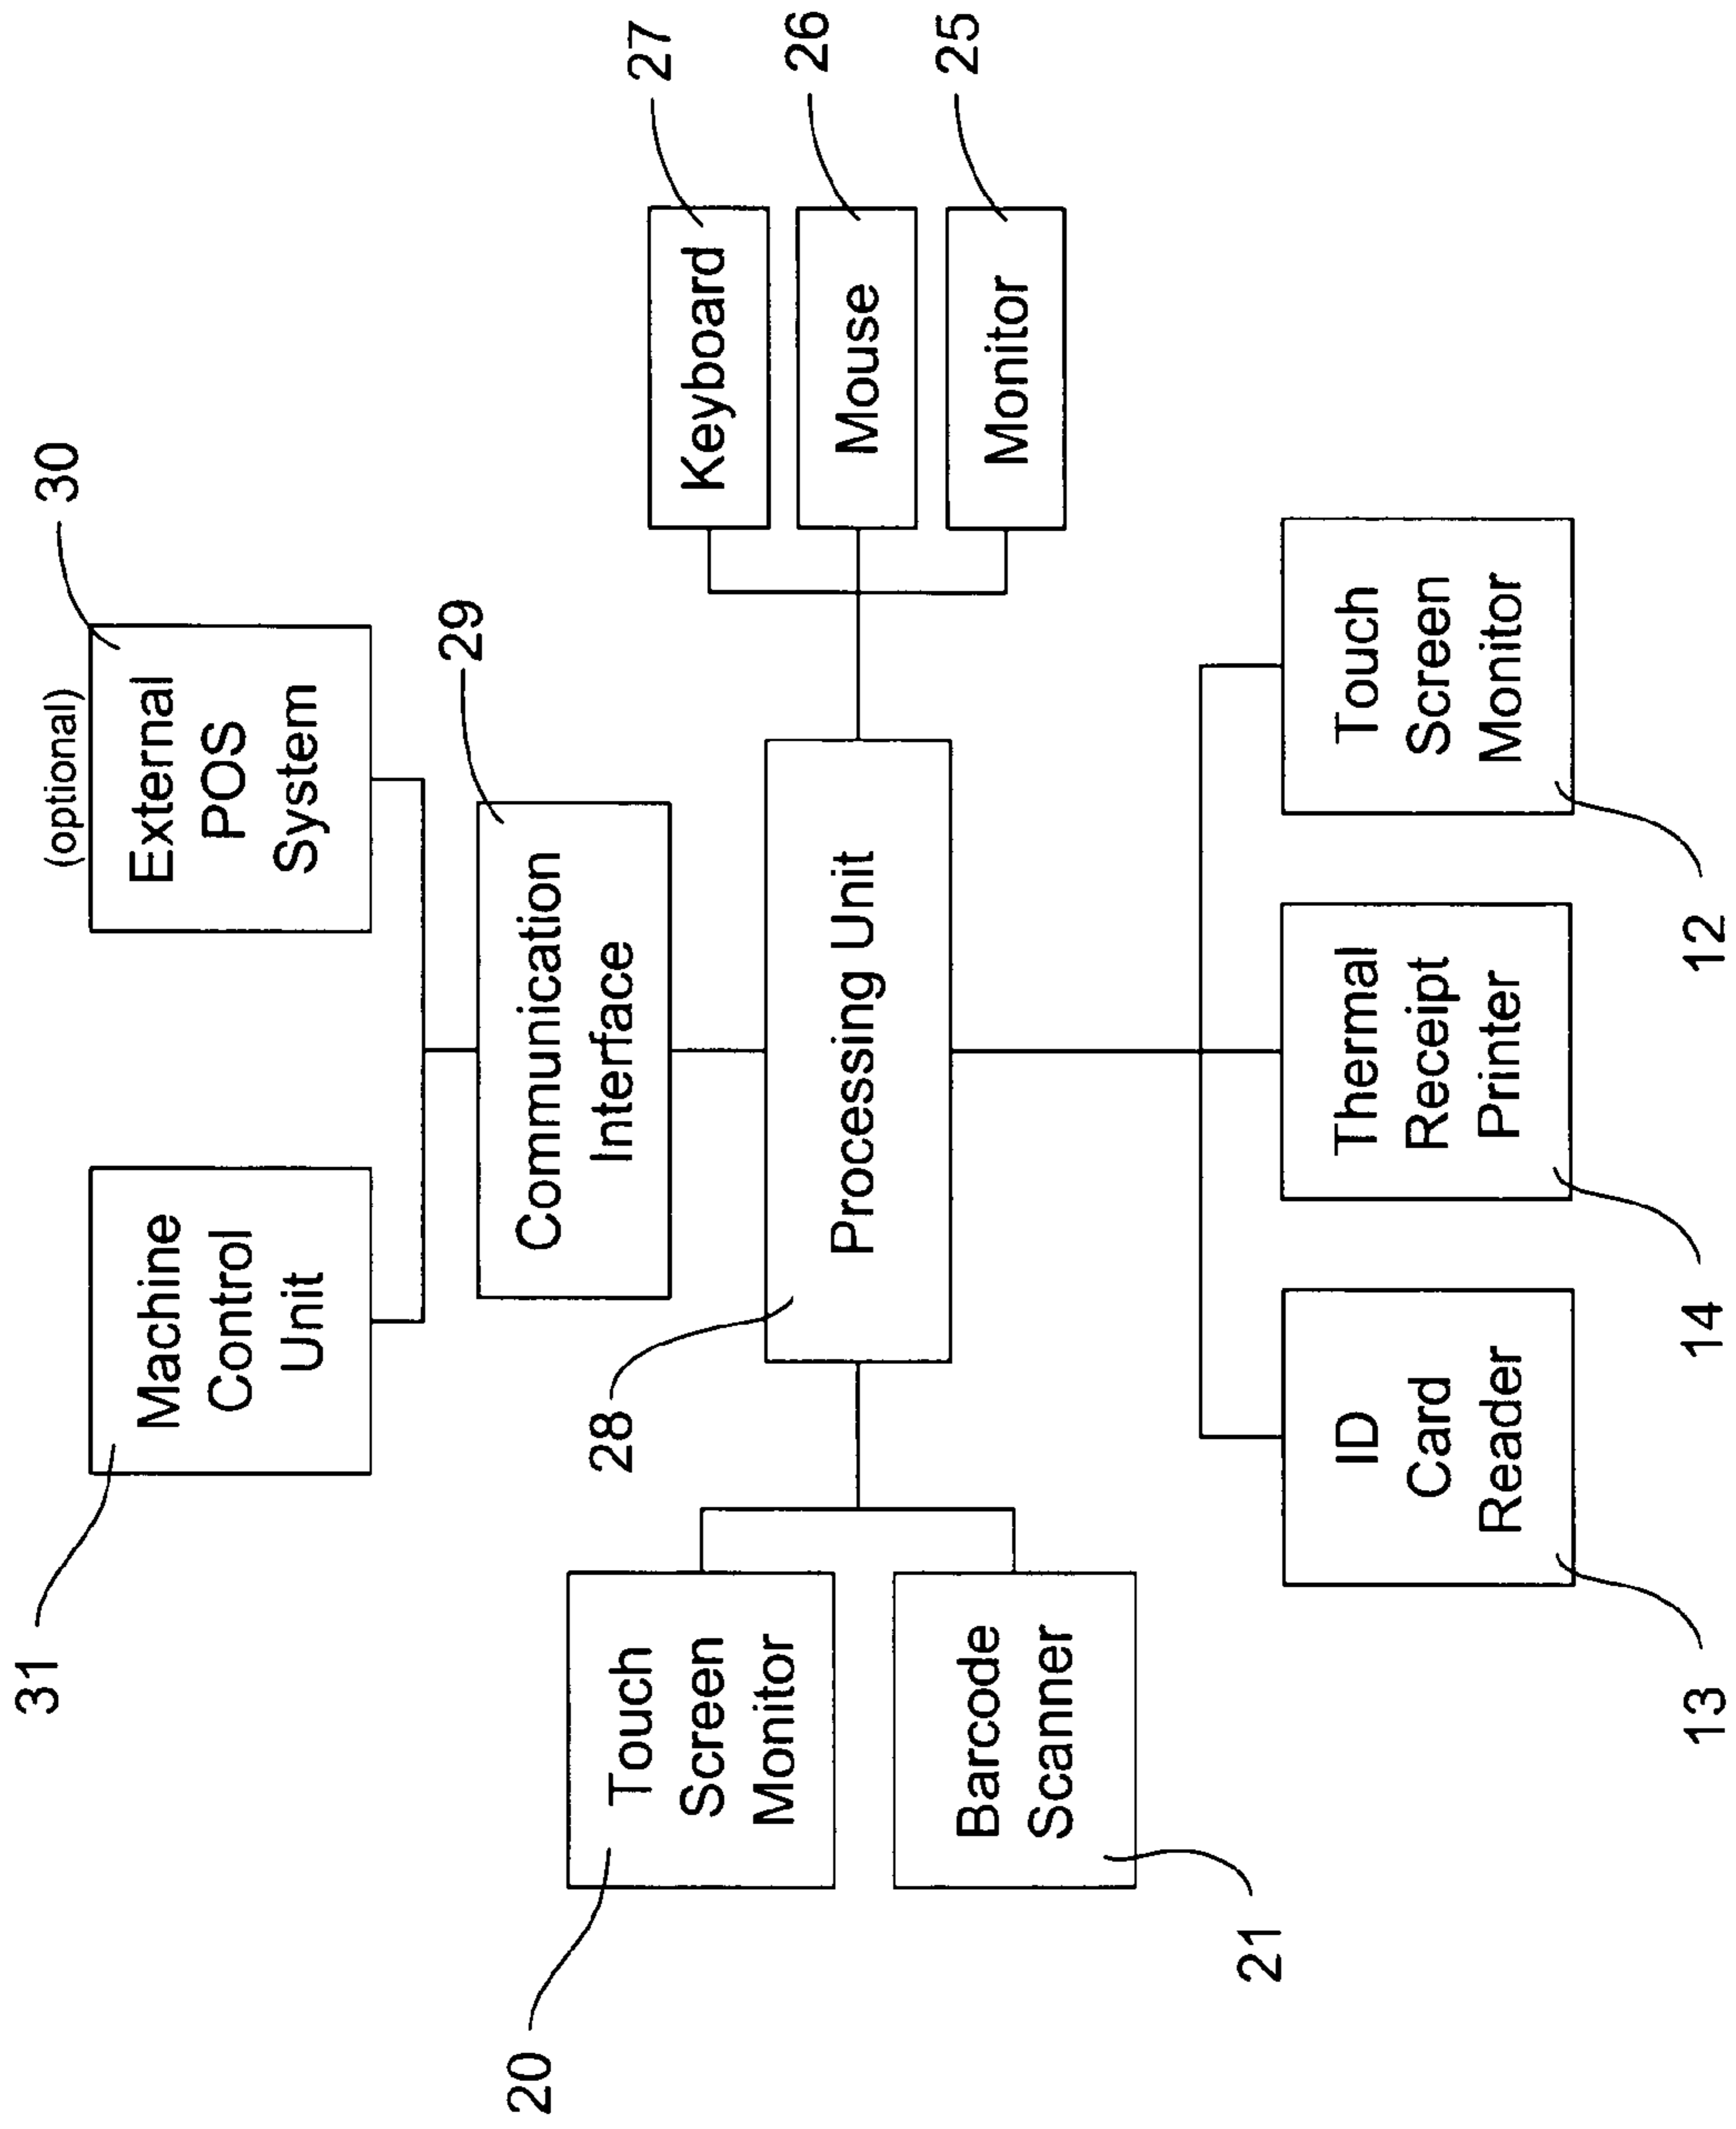 31
Machine
Control
Unit
(optional)
30
External
POS
System
29
Communication
Interface
20
Touch
Screen
Monitor
28
Processing Unit
27
Keyboard
26
Mouse
25
Monitor
21
Barcode
Scanner
13
ID
Card
Reader
14
Thermal
Receipt
Printer
12
Touch
Screen
Monitor